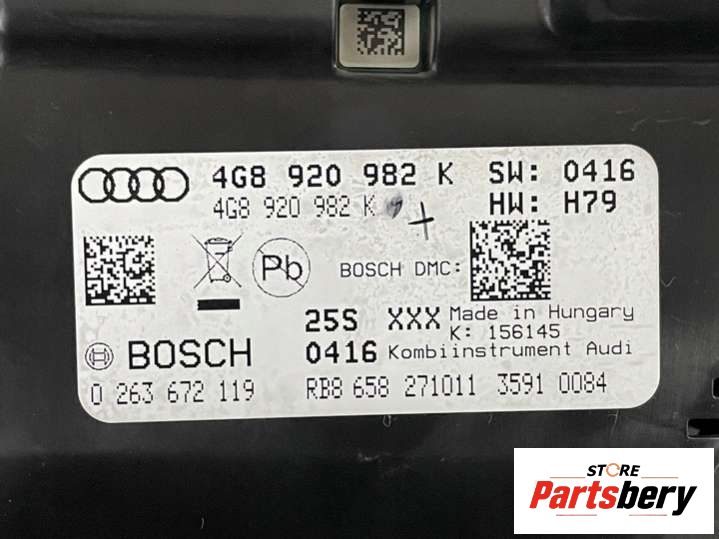 4G8 920 982 K SW: 0416
4G8 920 982 K HW: H79
Pb BOSCH DMC:
25S XXX Made in Hungary
K: 156145
BOSCH 0416 Kombiinstrument Audi
0 263 672 119 RB8 658 271011 3591 0084
STORE
Partsbery